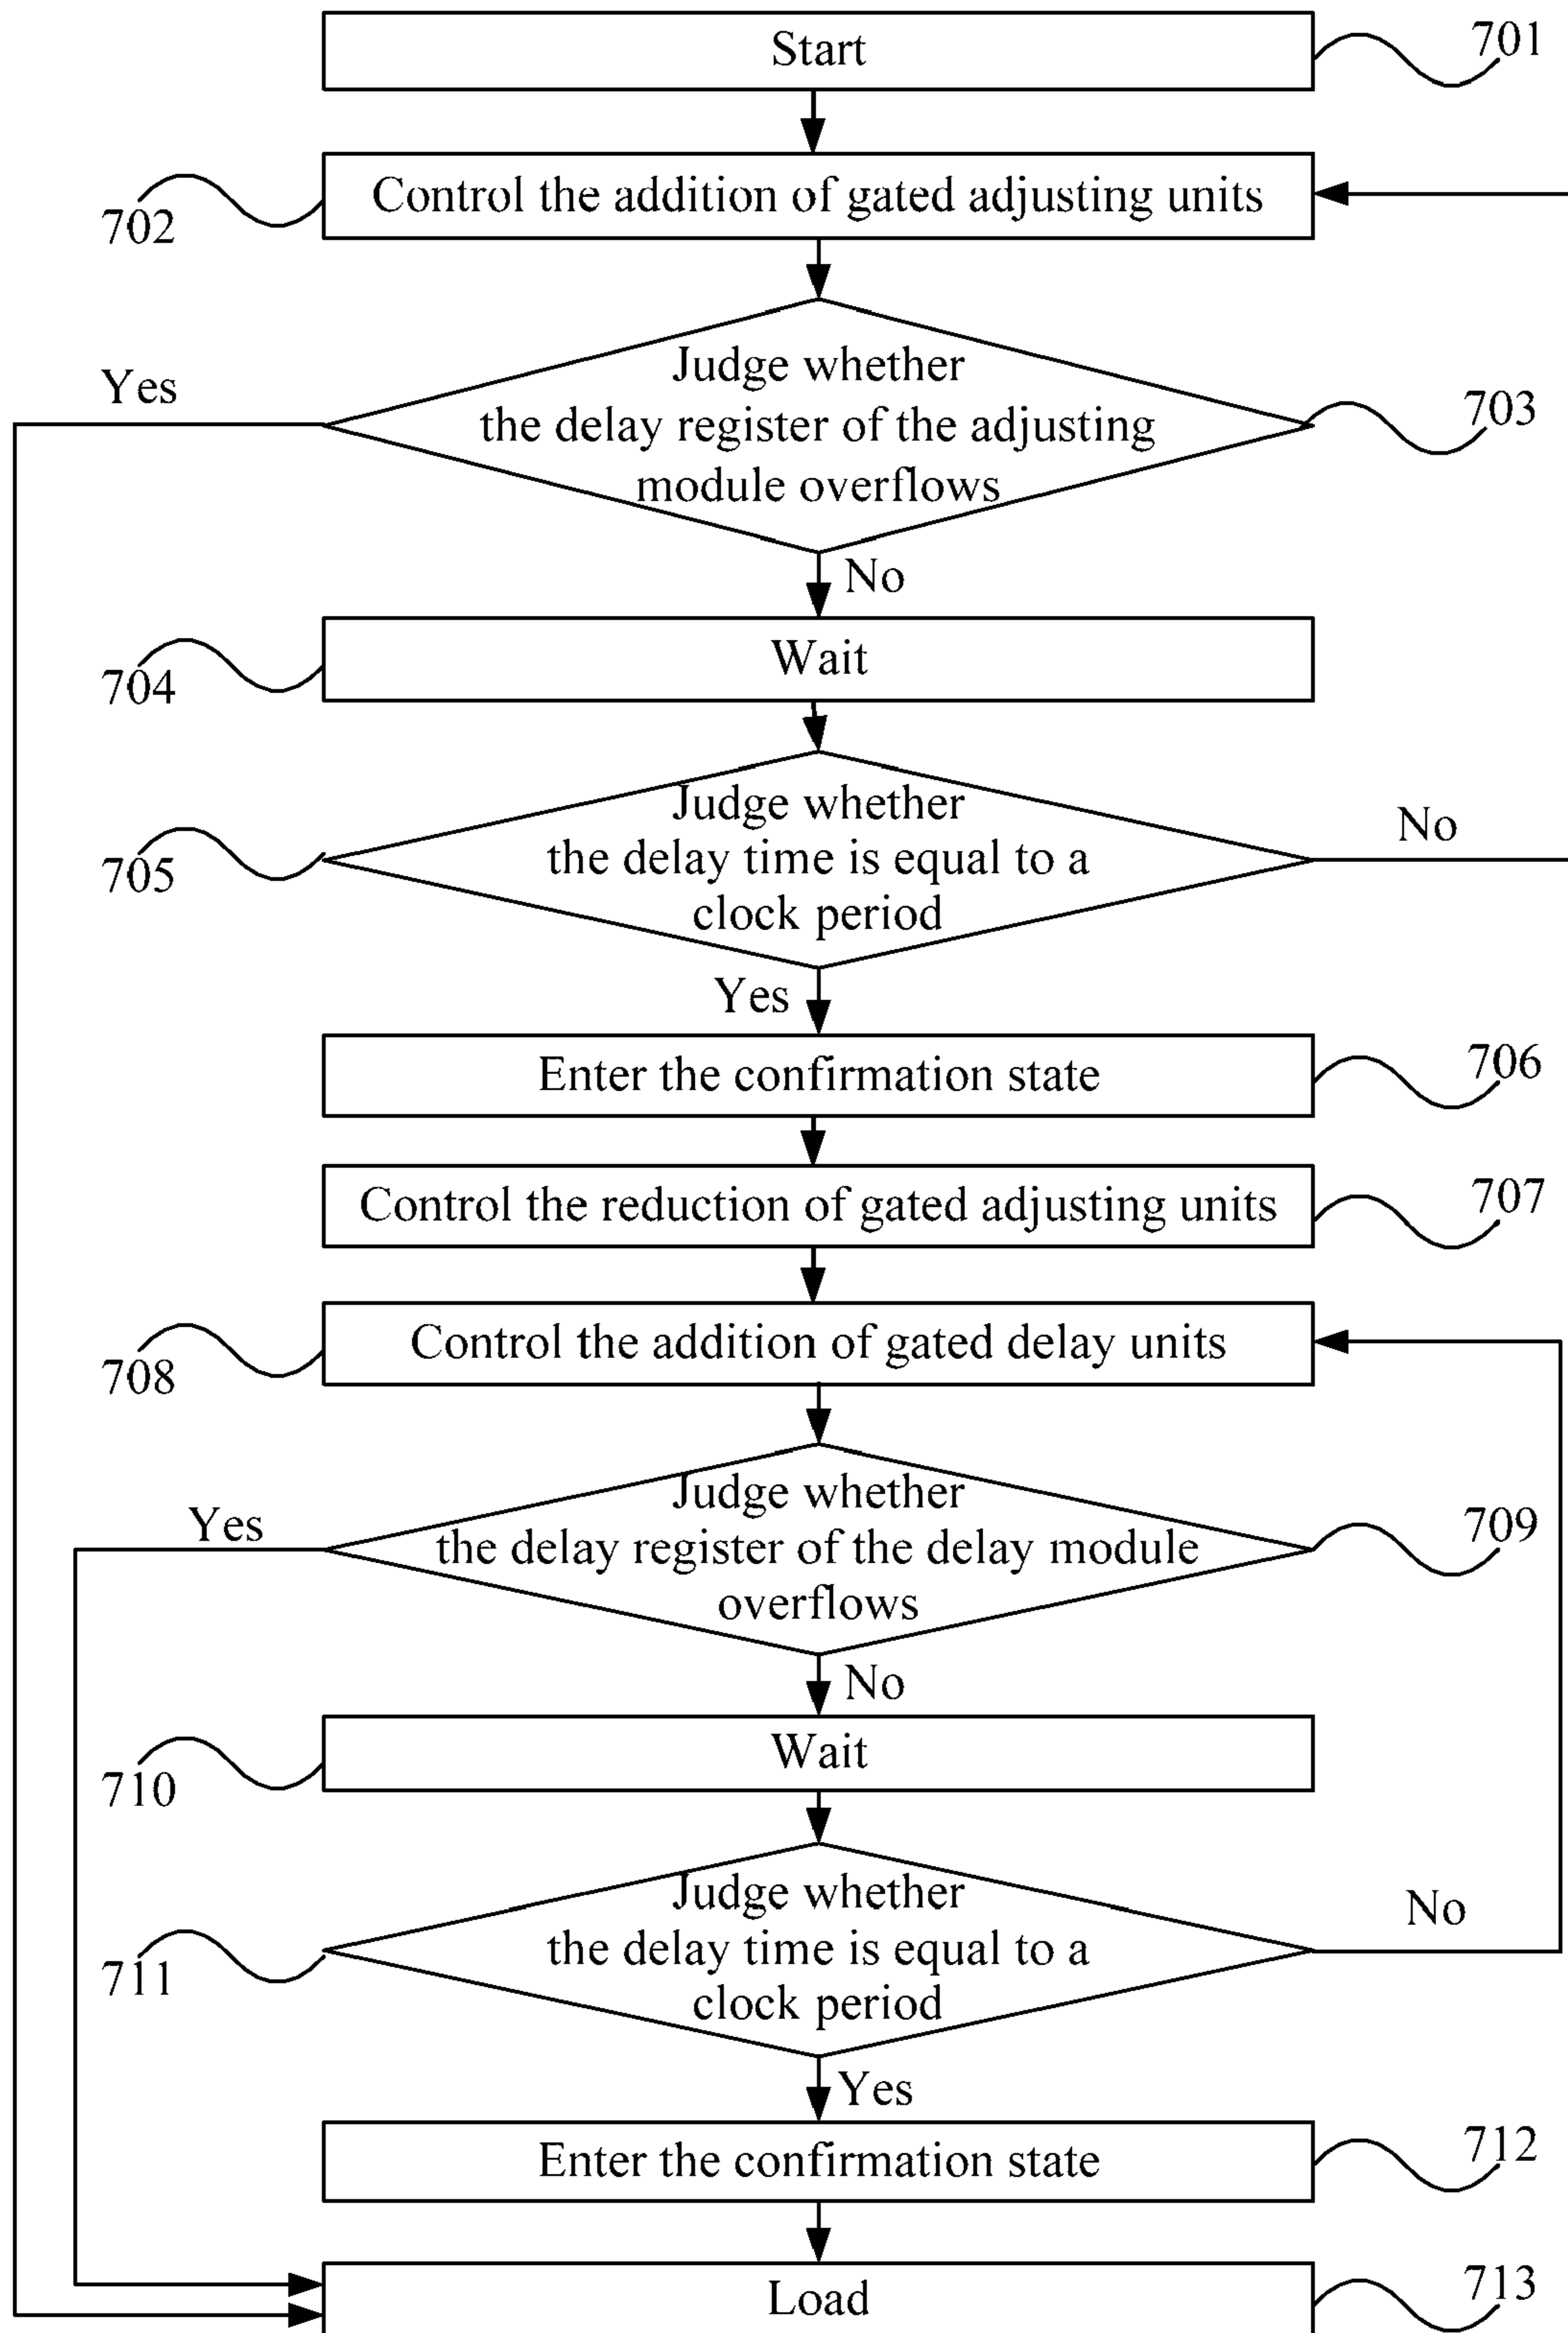 Start
701
Control the addition of gated adjusting units
702
Judge whether
the delay register of the adjusting
module overflows
Yes
703
No
Wait
704
Judge whether
the delay time is equal to a
clock period
No
705
Yes
Enter the confirmation state
706
Control the reduction of gated adjusting units
707
Control the addition of gated delay units
708
Judge whether
the delay register of the delay module
overflows
Yes
709
No
Wait
710
Judge whether
the delay time is equal to a
clock period
No
711
Yes
Enter the confirmation state
712
Load
713